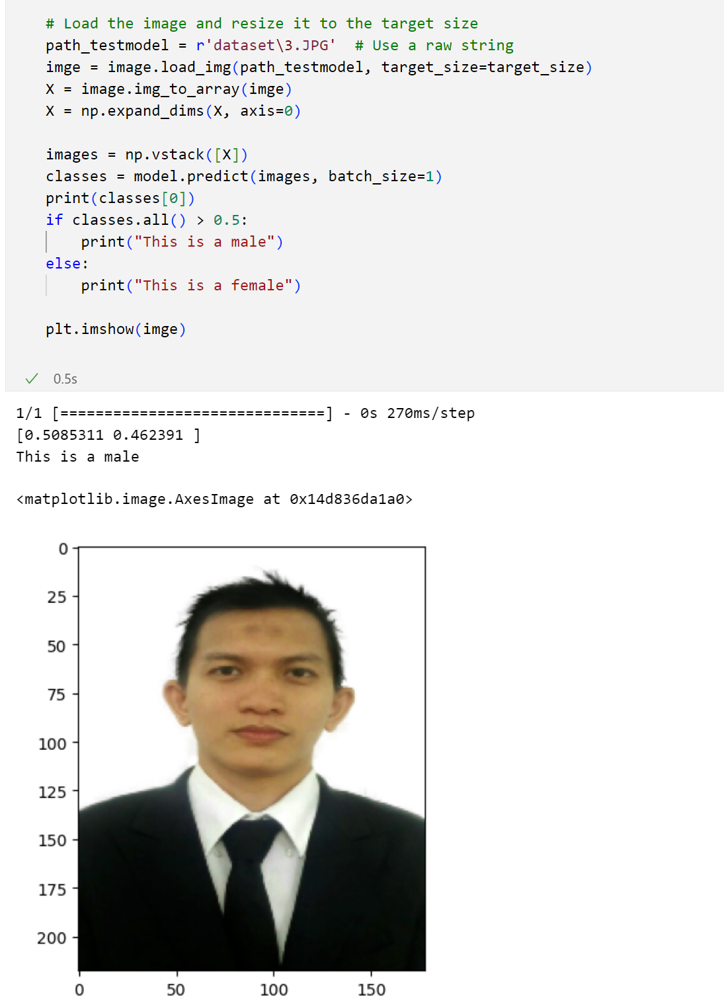 # Load the image and resize it to the target size
path_testmodel = r'dataset\3.JPG'  # Use a raw string
imge = image.load_img(path_testmodel, target_size=target_size)
X = image.img_to_array(imge)
X = np.expand_dims(X, axis=0)
images = np.vstack([X])
classes = model.predict(images, batch_size=1)
print(classes[0])
if classes.all() > 0.5:
    print("This is a male")
else:
    print("This is a female")
plt.imshow(imge)
0.5s
1/1 [==============================] - 0s 270ms/step
[0.5085311 0.462391 ]
This is a male
<matplotlib.image.AxesImage at 0x14d836da1a0>
0
25
50
75
100
125
150
175
200
0 50 100 150